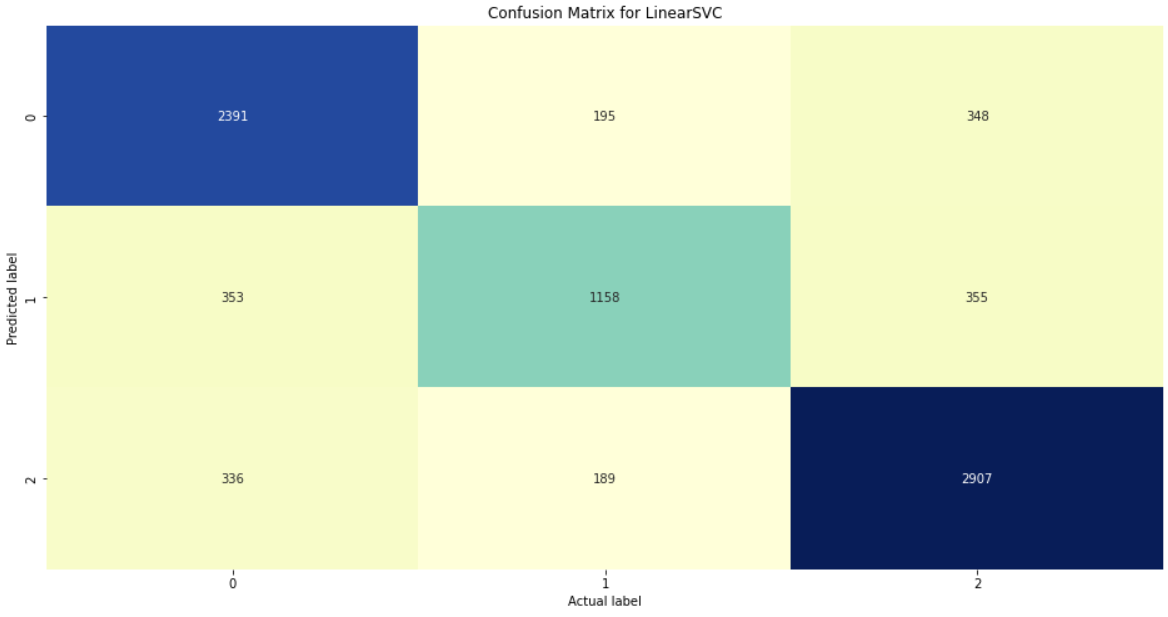 Confusion Matrix for LinearSVC
Predicted label
0
2391 195 348
1
353 1158 355
2
336 189 2907
0 1 2
Actual label